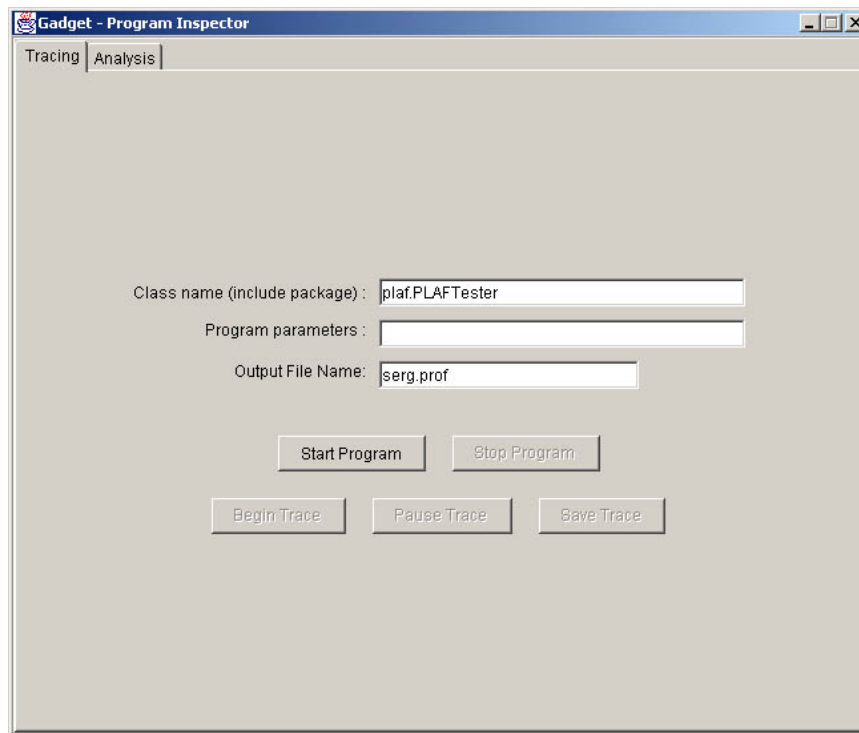 Gadget - Program Inspector
Tracing Analysis
Class name (include package) : plaf.PLAFTester
Program parameters :
Output File Name: serg.prof
Start Program Stop Program
Begin Trace Pause Trace Save Trace